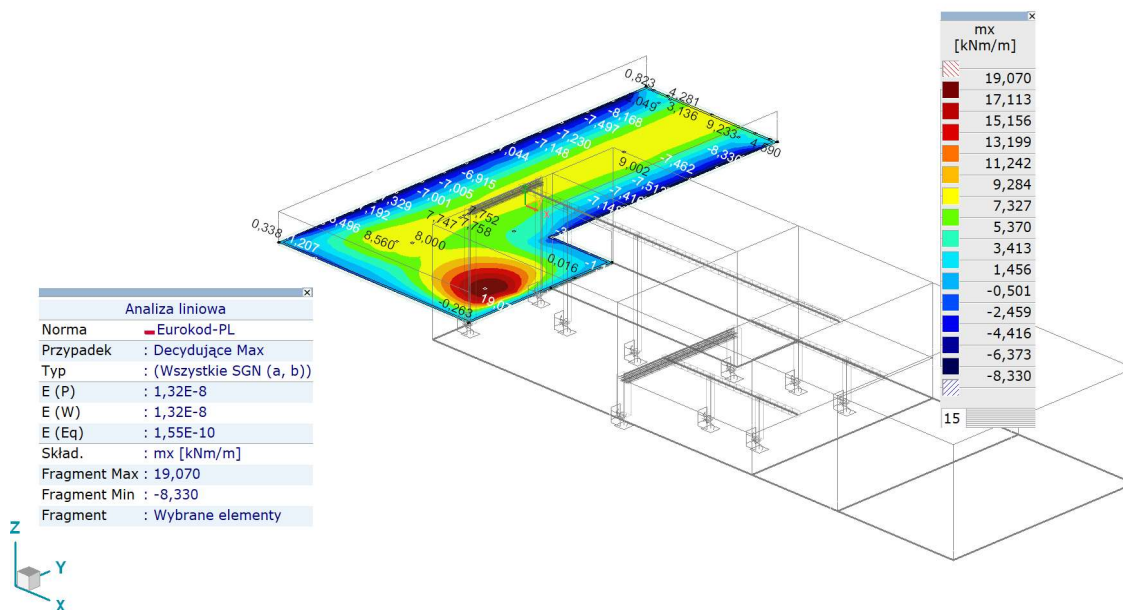 mx
[kNm/m]
19,070
17,113
15,156
13,199
11,242
9,284
7,327
5,370
3,413
1,456
-0,501
-2,459
-4,416
-6,373
-8,330
15
0,823
4,281
3,136
9,233
-8,168
-7,497
-7,230
-7,148
-8,330
9,002
-7,462
-6,915
-7,005
-7,001
7,752
7,747
-7,758
0,338
8,560
8,000
0,016
-0,263
Analiza liniowa
Norma Eurokod-PL
Przypadek : Decydujące Max
Typ : (Wszystkie SGN (a, b))
E (P) : 1,32E-8
E (W) : 1,32E-8
E (Eq) : 1,55E-10
Skład. : mx [kNm/m]
Fragment Max : 19,070
Fragment Min : -8,330
Fragment : Wybrane elementy
Z
Y
X